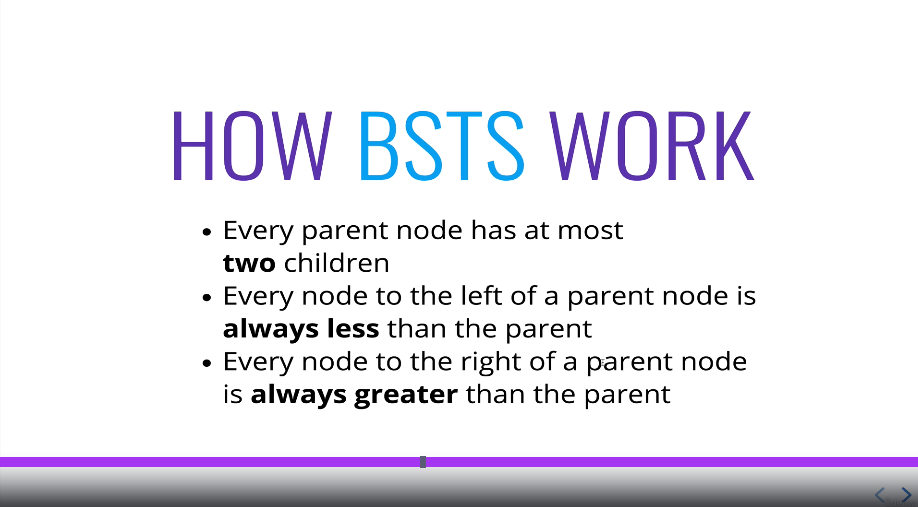 HOW BSTS WORK
• Every parent node has at most
two children
• Every node to the left of a parent node is
always less than the parent
• Every node to the right of a parent node
is always greater than the parent